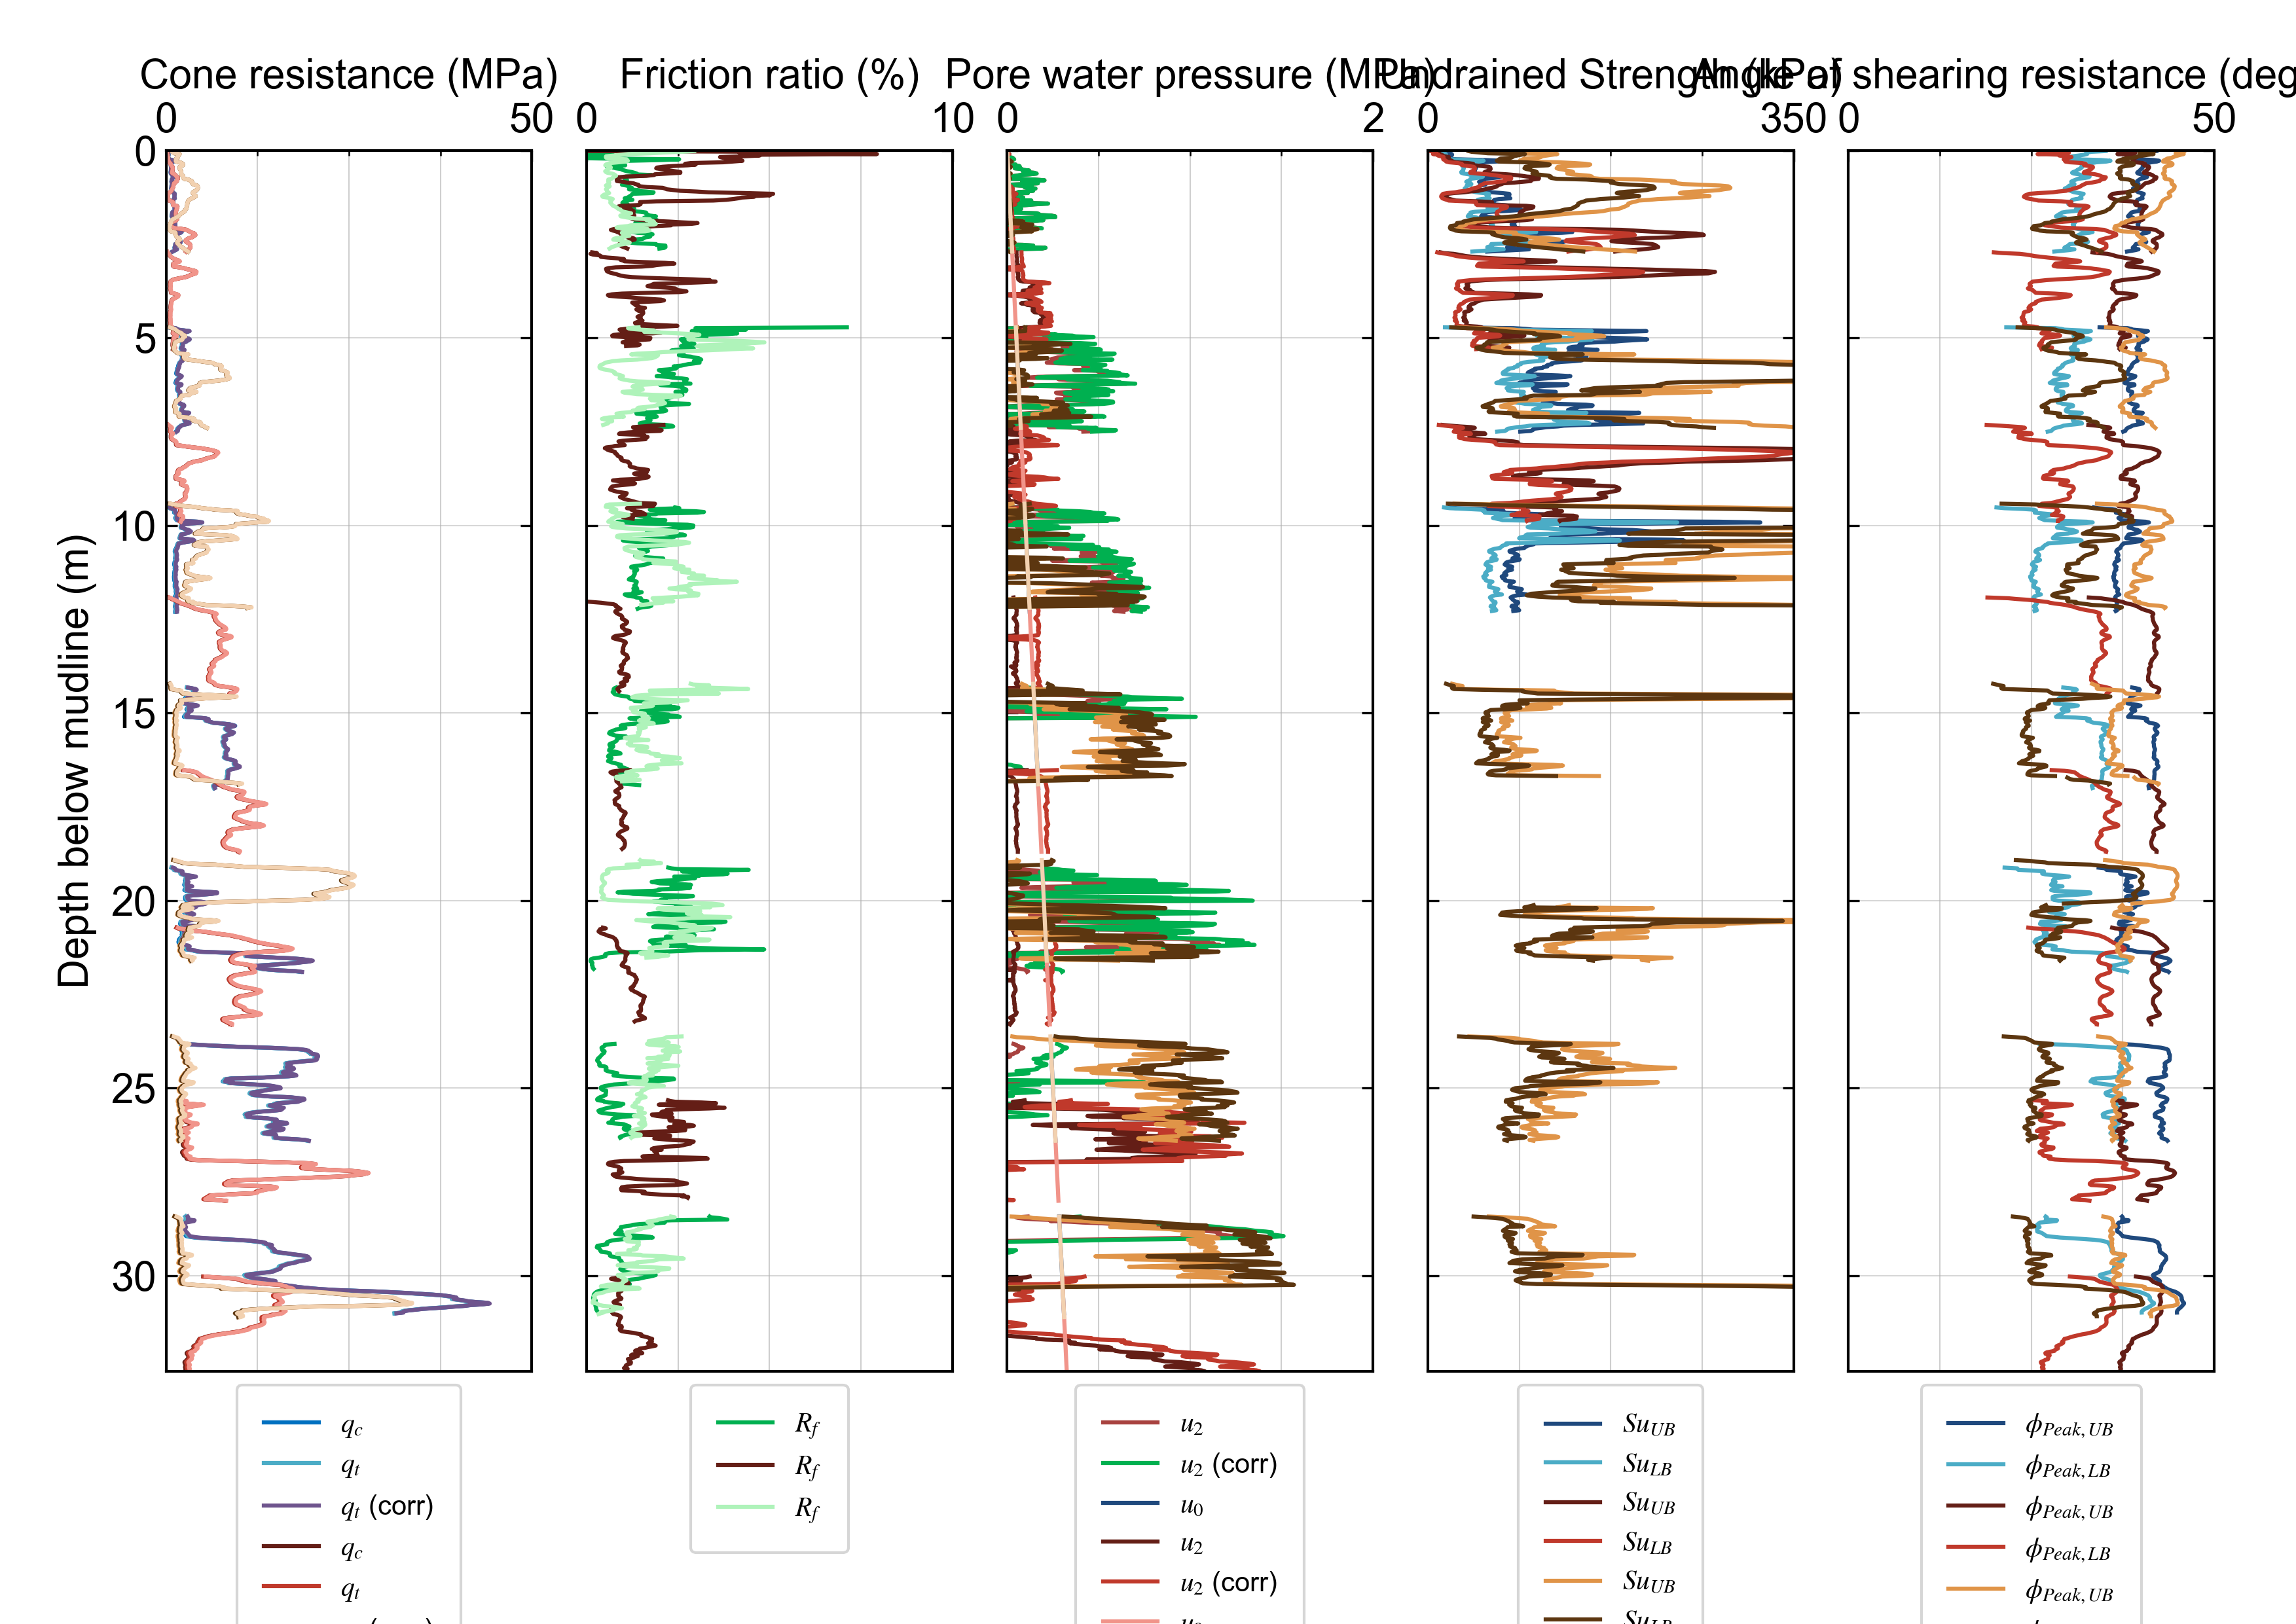 Cone resistance (MPa)
Friction ratio (%)
Pore water pressure (MPa)
Undrained Strength (kPa)
Angle of shearing resistance (deg
0 50
0 10
0 2
0 350
0 50
0
5
10
15
20
25
30
Depth below mudline (m)
qc
qt
qt (corr)
qc
qt
Rf
Rf
Rf
u2
u2 (corr)
u0
u2
u2 (corr)
SuUB
SuLB
SuUB
SuLB
SuUB
SuLB
ϕPeak, UB
ϕPeak, LB
ϕPeak, UB
ϕPeak, LB
ϕPeak, UB